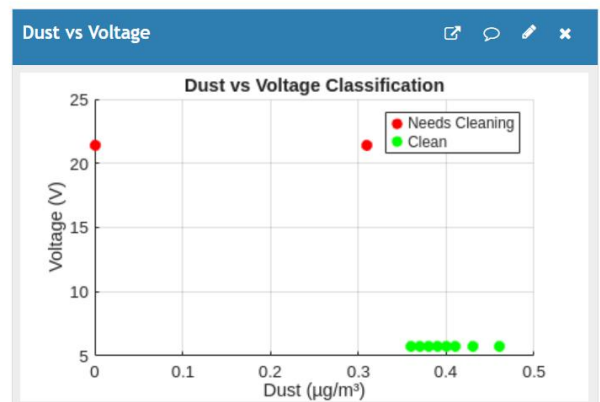 Dust vs Voltage
Dust vs Voltage Classification
Needs Cleaning
Clean
Voltage (V)
25
20
15
10
5
0 0.1 0.2 0.3 0.4 0.5
Dust (µg/m³)